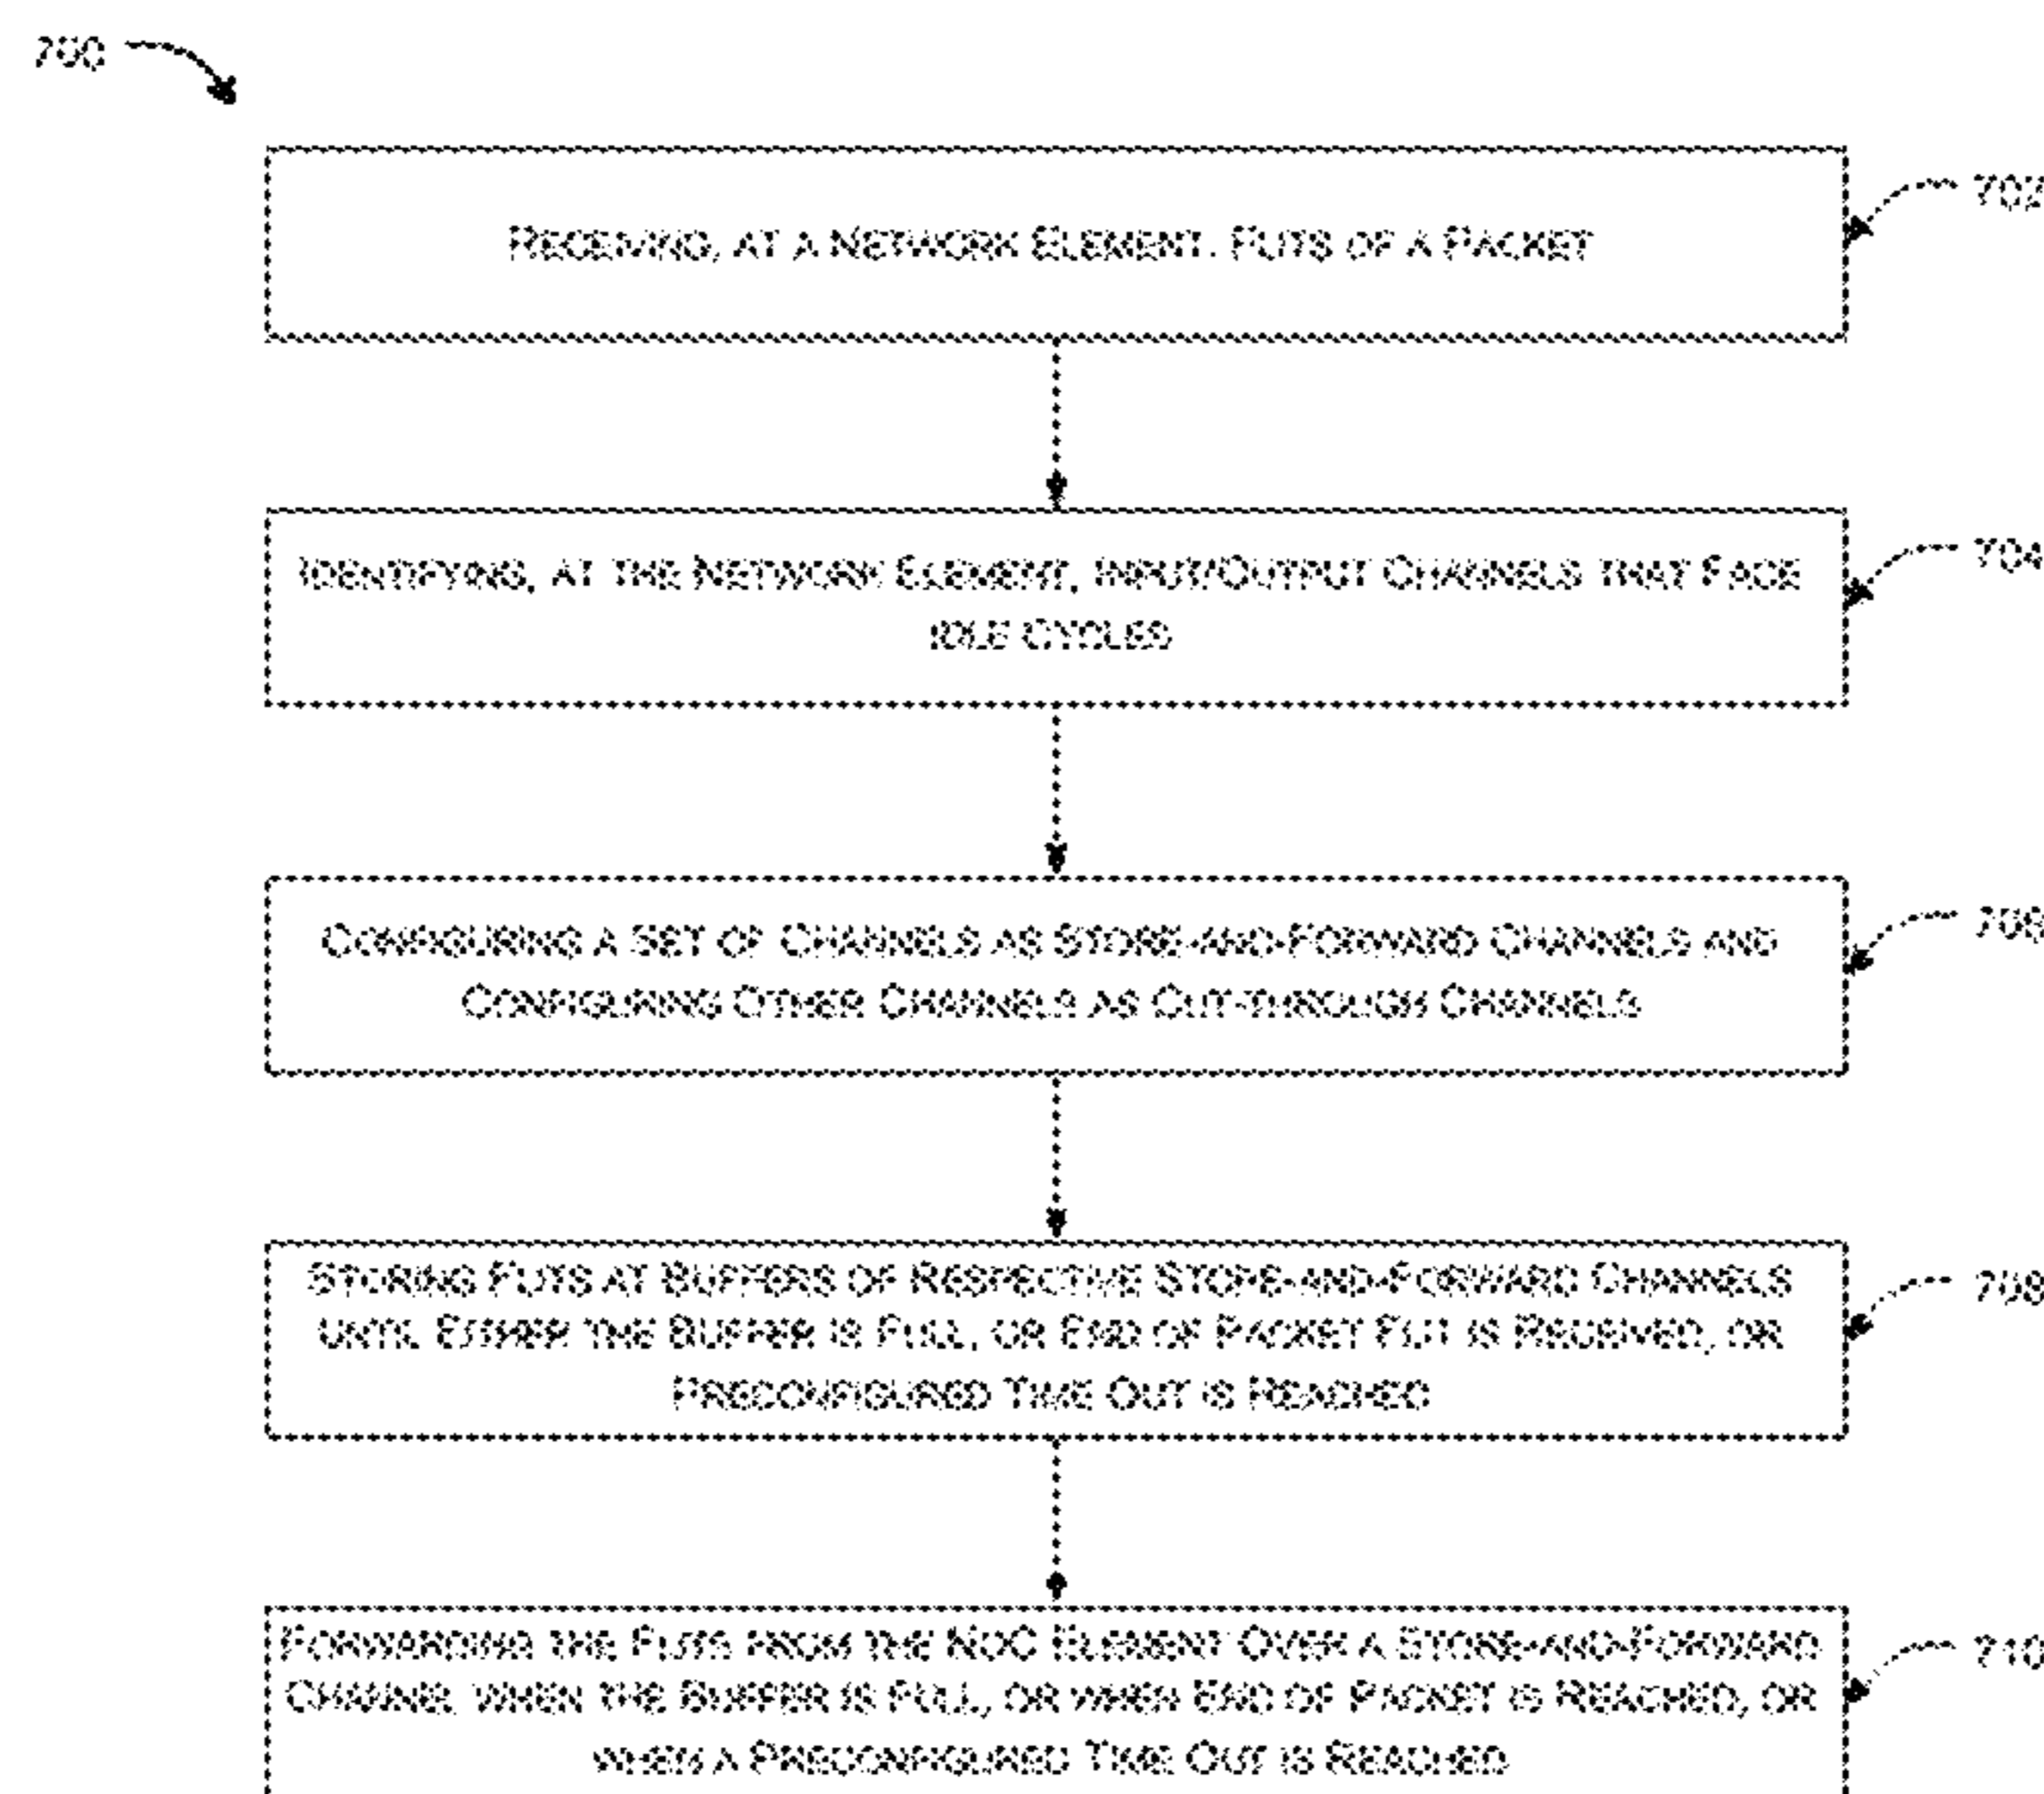 700
702
RECEIVING, AT A NETWORK ELEMENT, FLITS OF A PACKET
704
IDENTIFYING, AT THE NETWORK ELEMENT, INPUT/OUTPUT CHANNELS THAT FACE
IDLE CYCLES
CONFIGURING A SET OF CHANNELS AS STORE-AND-FORWARD CHANNELS AND
CONFIGURING OTHER CHANNELS AS CUT-THROUGH CHANNELS
708
STORING FLITS AT BUFFERS OF RESPECTIVE STORE-AND-FORWARD CHANNELS
UNTIL EITHER THE BUFFER IS FULL, OR END OF PACKET FLIT IS RECEIVED, OR
PRECONFIGURED TIME OUT IS REACHED
710
FORWARDING THE FLITS FROM THE NOC ELEMENT OVER A STORE-AND-FORWARD
CHANNEL WHEN THE BUFFER IS FULL, OR WHEN END OF PACKET IS REACHED, OR
WHEN A PRECONFIGURED TIME OUT IS REACHED